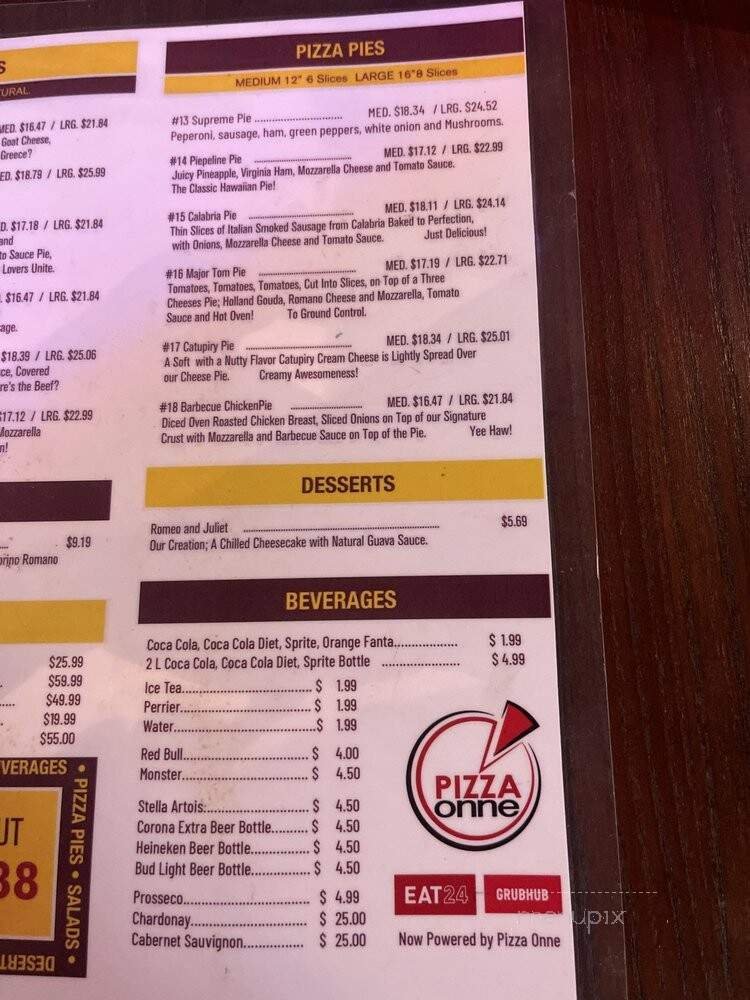 S
TURAL
MED. $16.47 / LRG. $21.84
Goat Cheese,
Greece?
ED. $18.79 / LRG. $25.99
D. $17.18 / LRG. $21.84
and
to Sauce Pie,
Lovers Unite.
. $16.47 / LRG. $21.84
age.
$18.39 / LRG. $25.06
ce, Covered
re's the Beef?
$17.12 / LRG. $22.99
Mozzarella
n!
$9.19
orino Romano
$25.99
$59.99
$49.99
$19.99
$55.00
VERAGES • PIZZA PIES • SALADS •
DESERT
UT
38
PIZZA PIES
MEDIUM 12" 6 Slices LARGE 16"8 Slices
#13 Supreme Pie .............................. MED. $18.34 / LRG. $24.52
Peperoni, sausage, ham, green peppers, white onion and Mushrooms.
#14 Piepeline Pie .............................. MED. $17.12 / LRG. $22.99
Juicy Pineapple, Virginia Ham, Mozzarella Cheese and Tomato Sauce.
The Classic Hawaiian Pie!
#15 Calabria Pie .............................. MED. $18.11 / LRG. $24.14
Thin Slices of Italian Smoked Sausage from Calabria Baked to Perfection,
with Onions, Mozzarella Cheese and Tomato Sauce. Just Delicious!
#16 Major Tom Pie .............................. MED. $17.19 / LRG. $22.71
Tomatoes, Tomatoes, Tomatoes, Cut Into Slices, on Top of a Three
Cheeses Pie; Holland Gouda, Romano Cheese and Mozzarella, Tomato
Sauce and Hot Oven! To Ground Control.
#17 Catupiry Pie .............................. MED. $18.34 / LRG. $25.01
A Soft with a Nutty Flavor Catupiry Cream Cheese is Lightly Spread Over
our Cheese Pie. Creamy Awesomeness!
#18 Barbecue ChickenPie .............................. MED. $16.47 / LRG. $21.84
Diced Oven Roasted Chicken Breast, Sliced Onions on Top of our Signature
Crust with Mozzarella and Barbecue Sauce on Top of the Pie. Yee Haw!
DESSERTS
Romeo and Juliet .............................. $5.69
Our Creation; A Chilled Cheesecake with Natural Guava Sauce.
BEVERAGES
Coca Cola, Coca Cola Diet, Sprite, Orange Fanta.................. $ 1.99
2 L Coca Cola, Coca Cola Diet, Sprite Bottle ...................... $ 4.99
Ice Tea.................................. $ 1.99
Perrier.................................. $ 1.99
Water...................................$ 1.99
Red Bull................................. $ 4.00
Monster................................. $ 4.50
Stella Artois:........................... $ 4.50
Corona Extra Beer Bottle......... $ 4.50
Heineken Beer Bottle............... $ 4.50
Bud Light Beer Bottle............... $ 4.50
Prosseco................................. $ 4.99
Chardonay.............................. $ 25.00
Cabernet Sauvignon................ $ 25.00
PIZZA
onne
EAT24
GRUBHUB
Now Powered by Pizza Onne